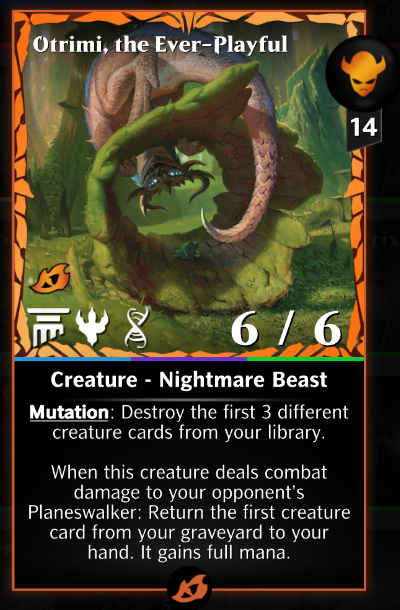 Otrimi, the Ever-Playful
14
6 / 6
Creature - Nightmare Beast
Mutation: Destroy the first 3 different
creature cards from your library.
When this creature deals combat
damage to your opponent's
Planeswalker: Return the first creature
card from your graveyard to your
hand. It gains full mana.